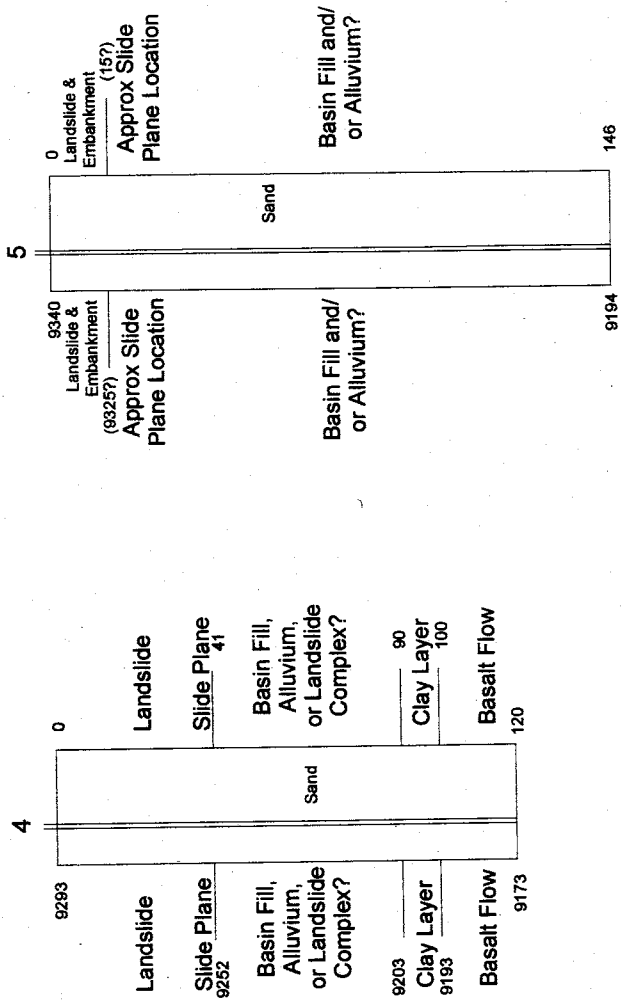 4
9293
0
Landslide
Landslide
Slide Plane
9252
Slide Plane
41
Basin Fill,
Alluvium,
or Landslide
Complex?
Sand
Basin Fill,
Alluvium,
or Landslide
Complex?
9203
90
Clay Layer
9193
Clay Layer
100
Basalt Flow
Basalt Flow
9173
120
5
9340
0
Landslide &
Embankment
(9325?)
Landslide &
Embankment
(15?)
Approx Slide
Plane Location
Approx Slide
Plane Location
Sand
Basin Fill and/
or Alluvium?
Basin Fill and/
or Alluvium?
9194
146